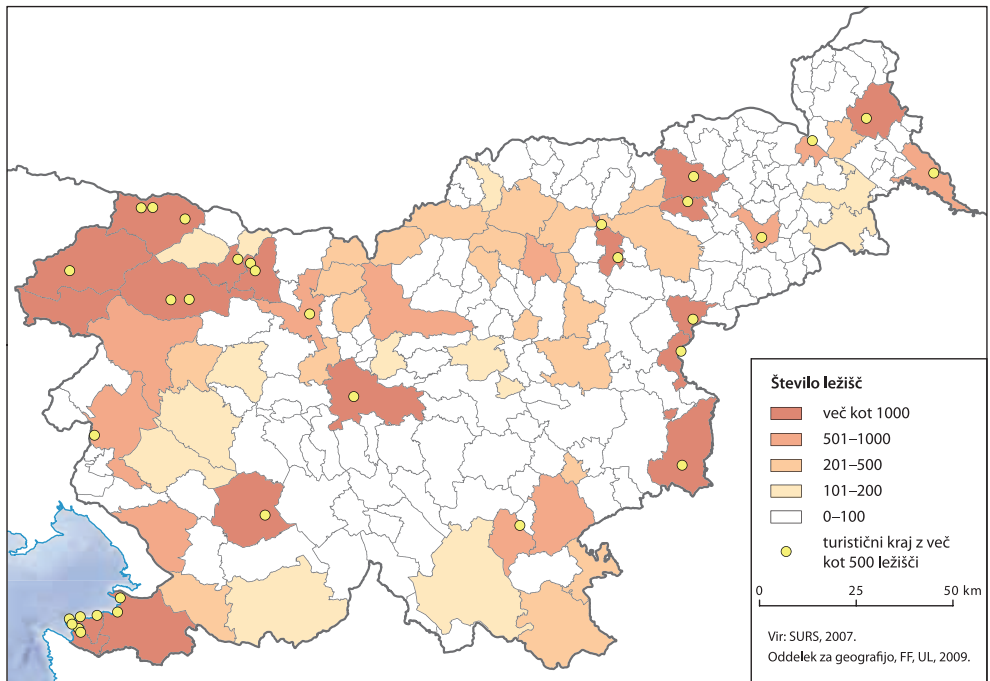 Število ležišč
več kot 1000
501–1000
201–500
101–200
0–100
turistični kraj z več
kot 500 ležišči
0 25 50 km
Vir: SURS, 2007.
Oddelek za geografijo, FF, UL, 2009.